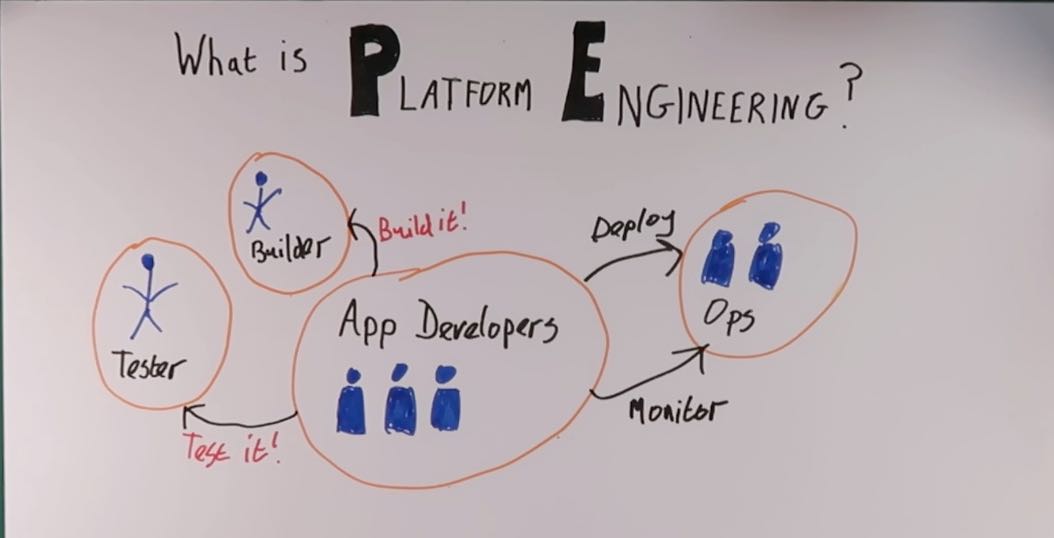 What is PLATFORM ENGINEERING?
Build it!
Builder
Deploy
Ops
App Developers
Tester
Monitor
Test it!